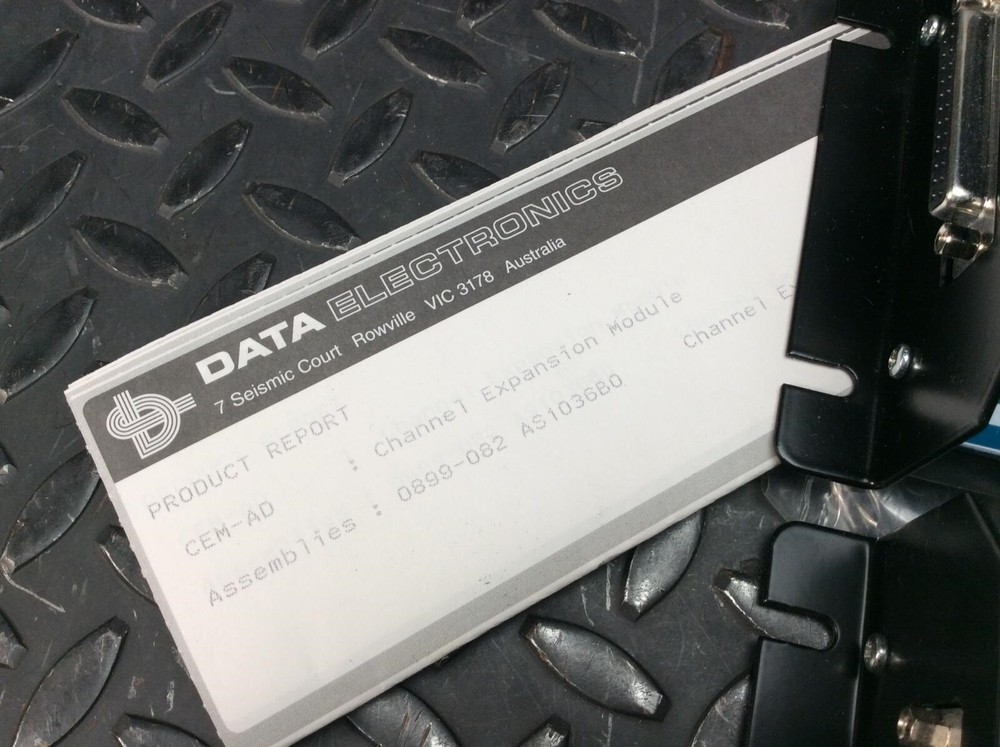 DATA ELECTRONICS
7 Seismic Court Rowville VIC 3178 Australia
PRODUCT REPORT
CEM-AD : Channel Expansion Module Channel
Assemblies : 0899-082 AS1036B0